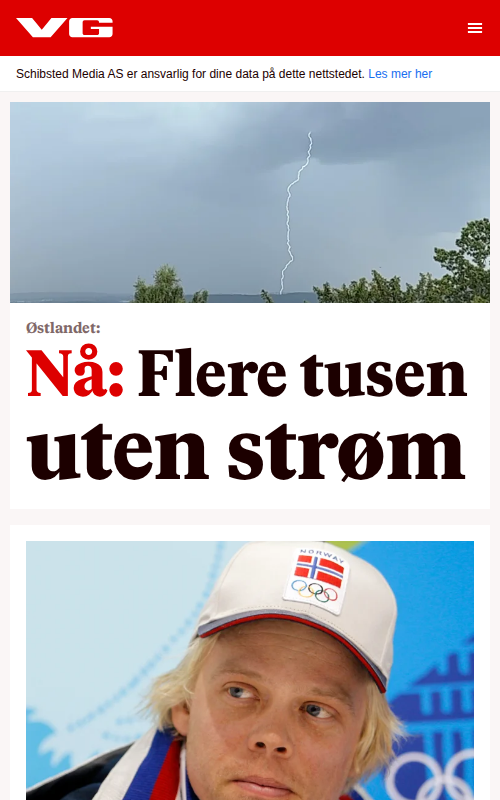 VG
Schibsted Media AS er ansvarlig for dine data på dette nettstedet. Les mer her
Østlandet:
Nå: Flere tusen
uten strøm
NORWAY